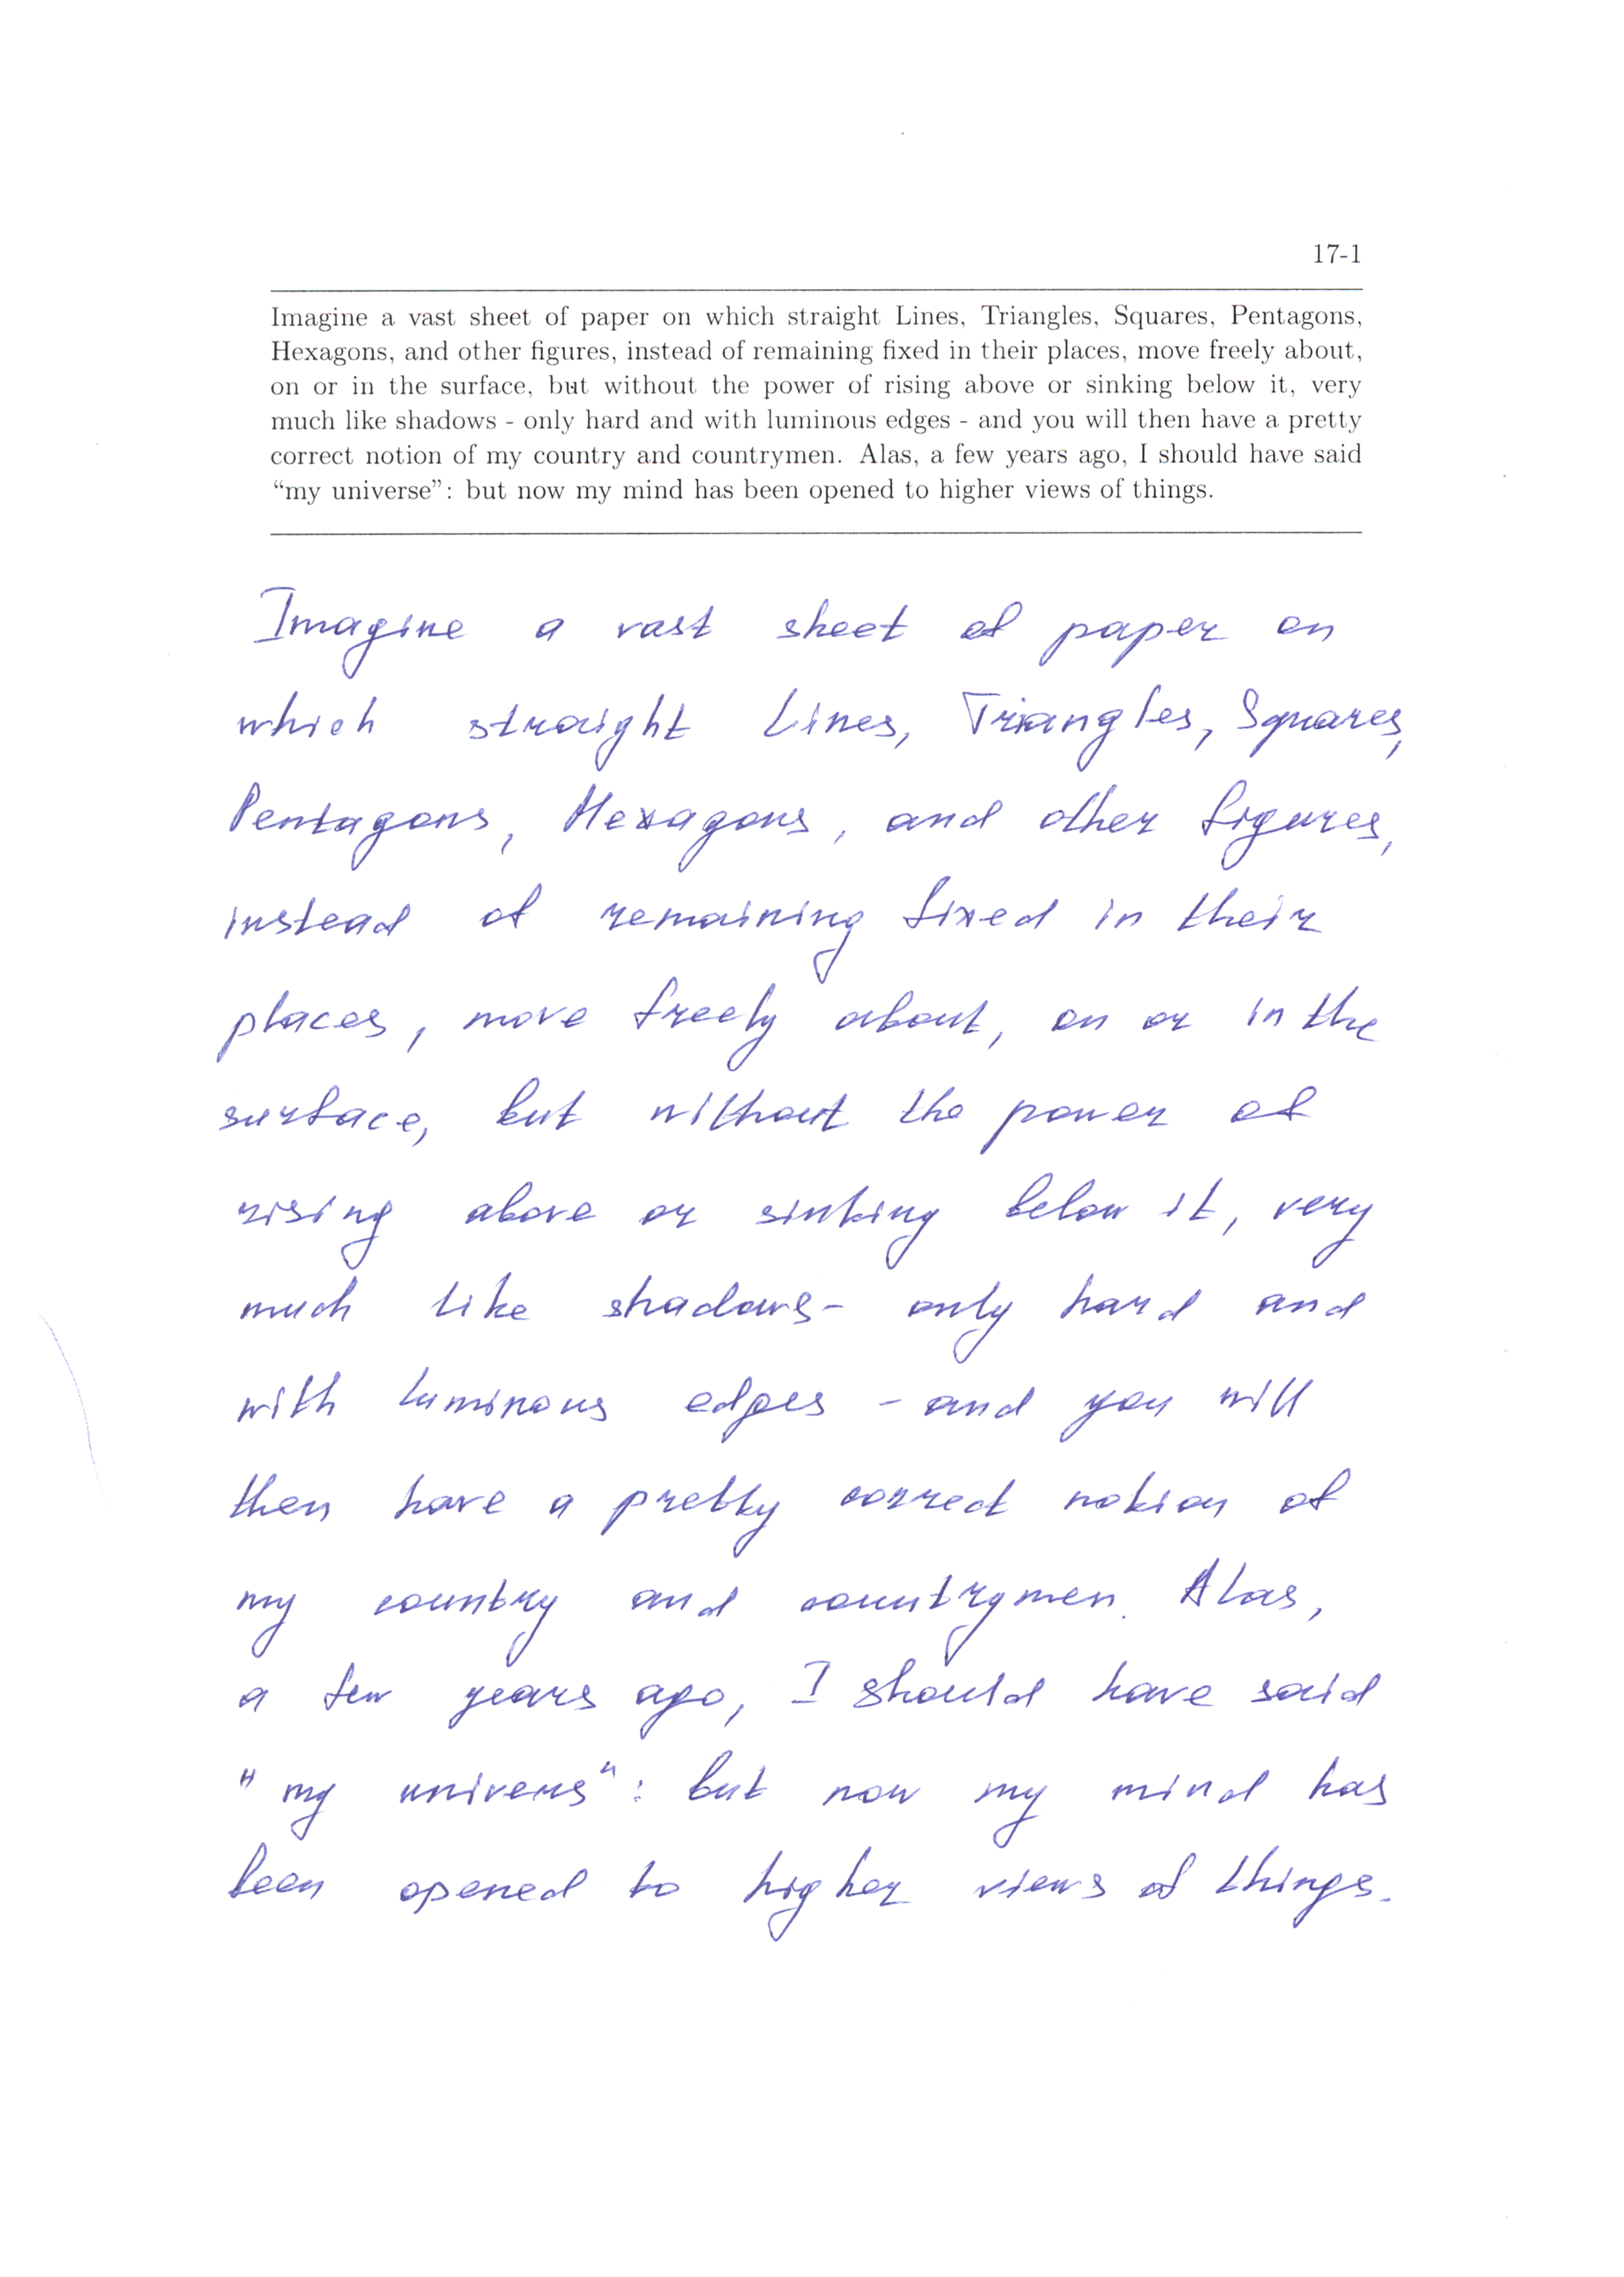 17-1
Imagine a vast sheet of paper on which straight Lines, Triangles, Squares, Pentagons,
Hexagons, and other figures, instead of remaining fixed in their places, move freely about,
on or in the surface, but without the power of rising above or sinking below it, very
much like shadows - only hard and with luminous edges - and you will then have a pretty
correct notion of my country and countrymen. Alas, a few years ago, I should have said
“my universe”: but now my mind has been opened to higher views of things.
Imagine a vast sheet of paper on
which straight Lines, Triangles, Squares,
Pentagons, Hexagons, and other figures,
instead of remaining fixed in their
places, move freely about, on or in the
surface, but without the power of
rising above or sinking below it, very
much like shadows- only hard and
with luminous edges - and you will
then have a pretty correct notion of
my country and countrymen. Alas,
a few years ago, I should have said
"my univers": but now my mind has
been opened to higher views of things.